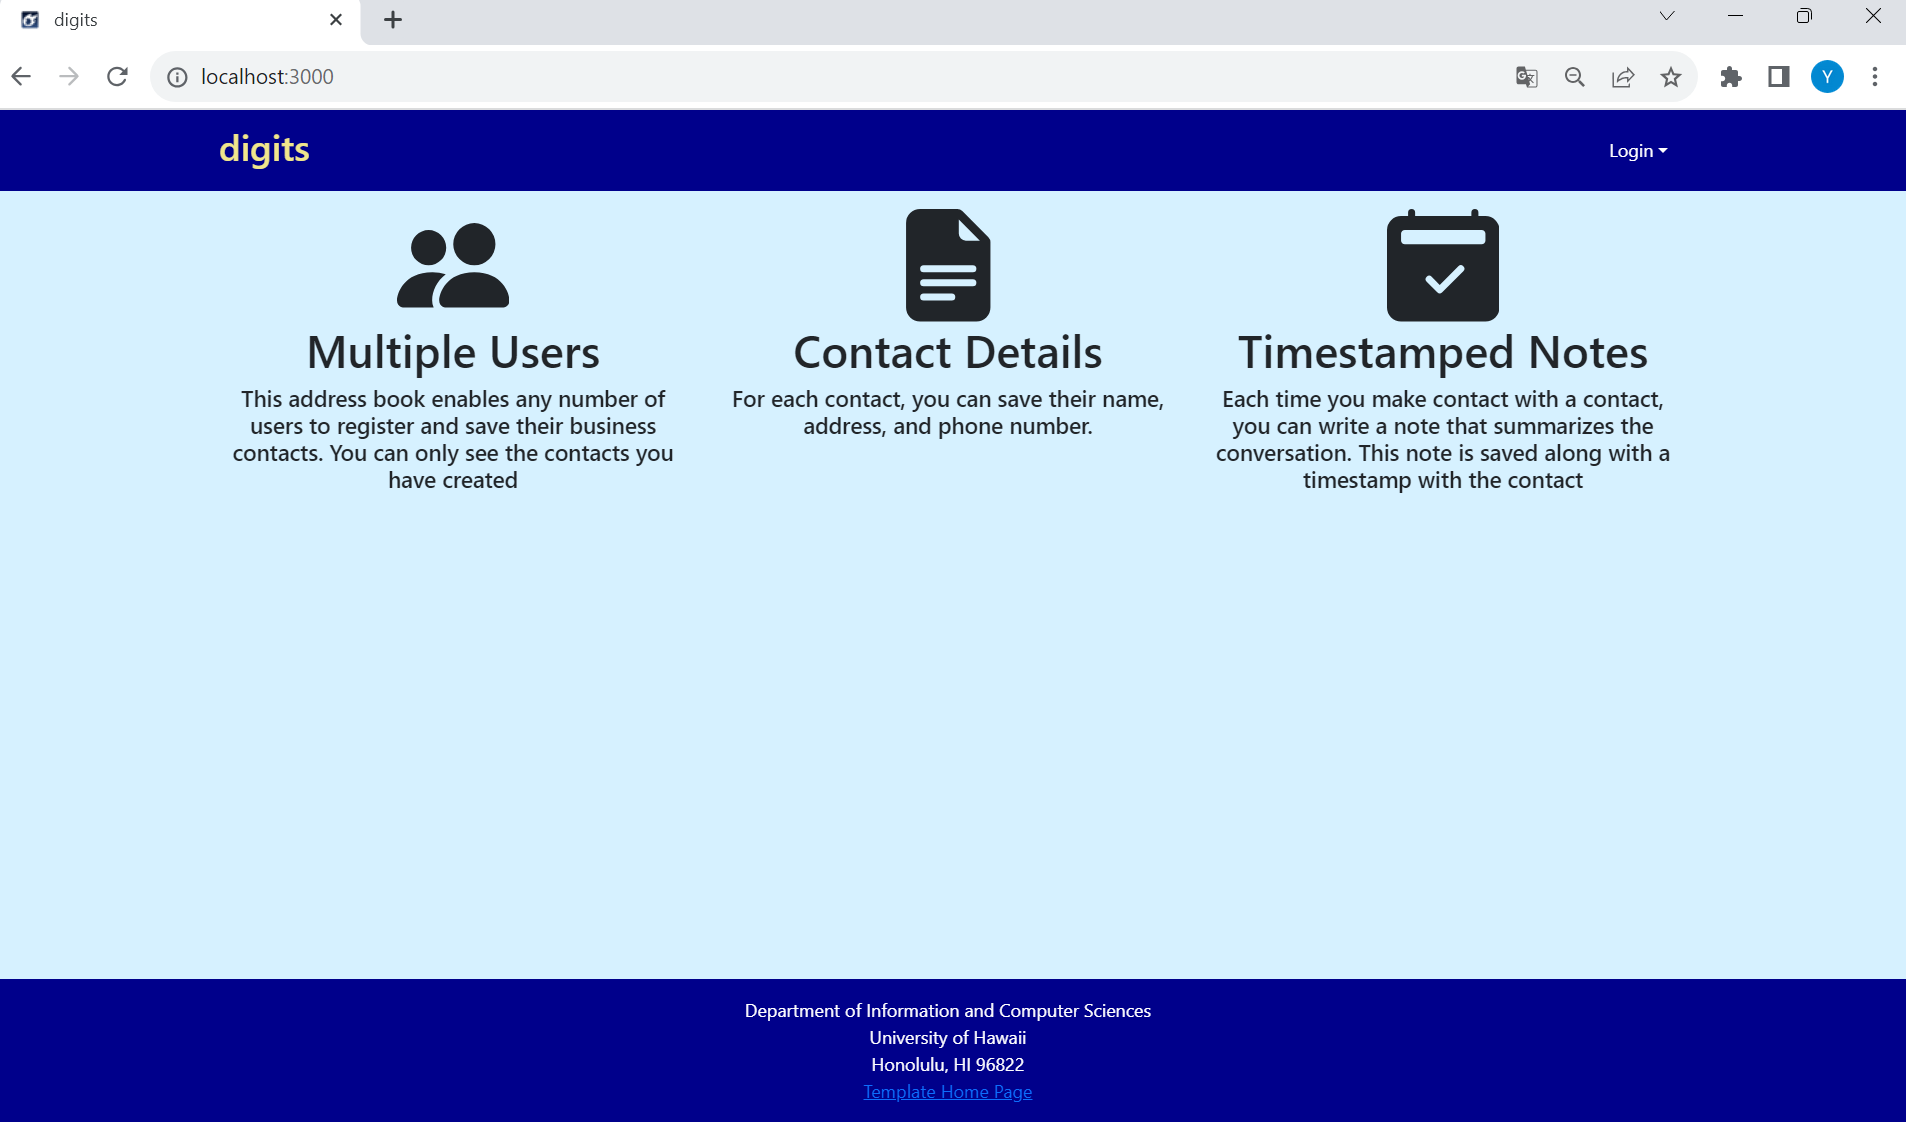 digits
localhost:3000
Y
digits
Login
Multiple Users
Contact Details
Timestamped Notes
This address book enables any number of
users to register and save their business
contacts. You can only see the contacts you
have created
For each contact, you can save their name,
address, and phone number.
Each time you make contact with a contact,
you can write a note that summarizes the
conversation. This note is saved along with a
timestamp with the contact
Department of Information and Computer Sciences
University of Hawaii
Honolulu, HI 96822
Template Home Page